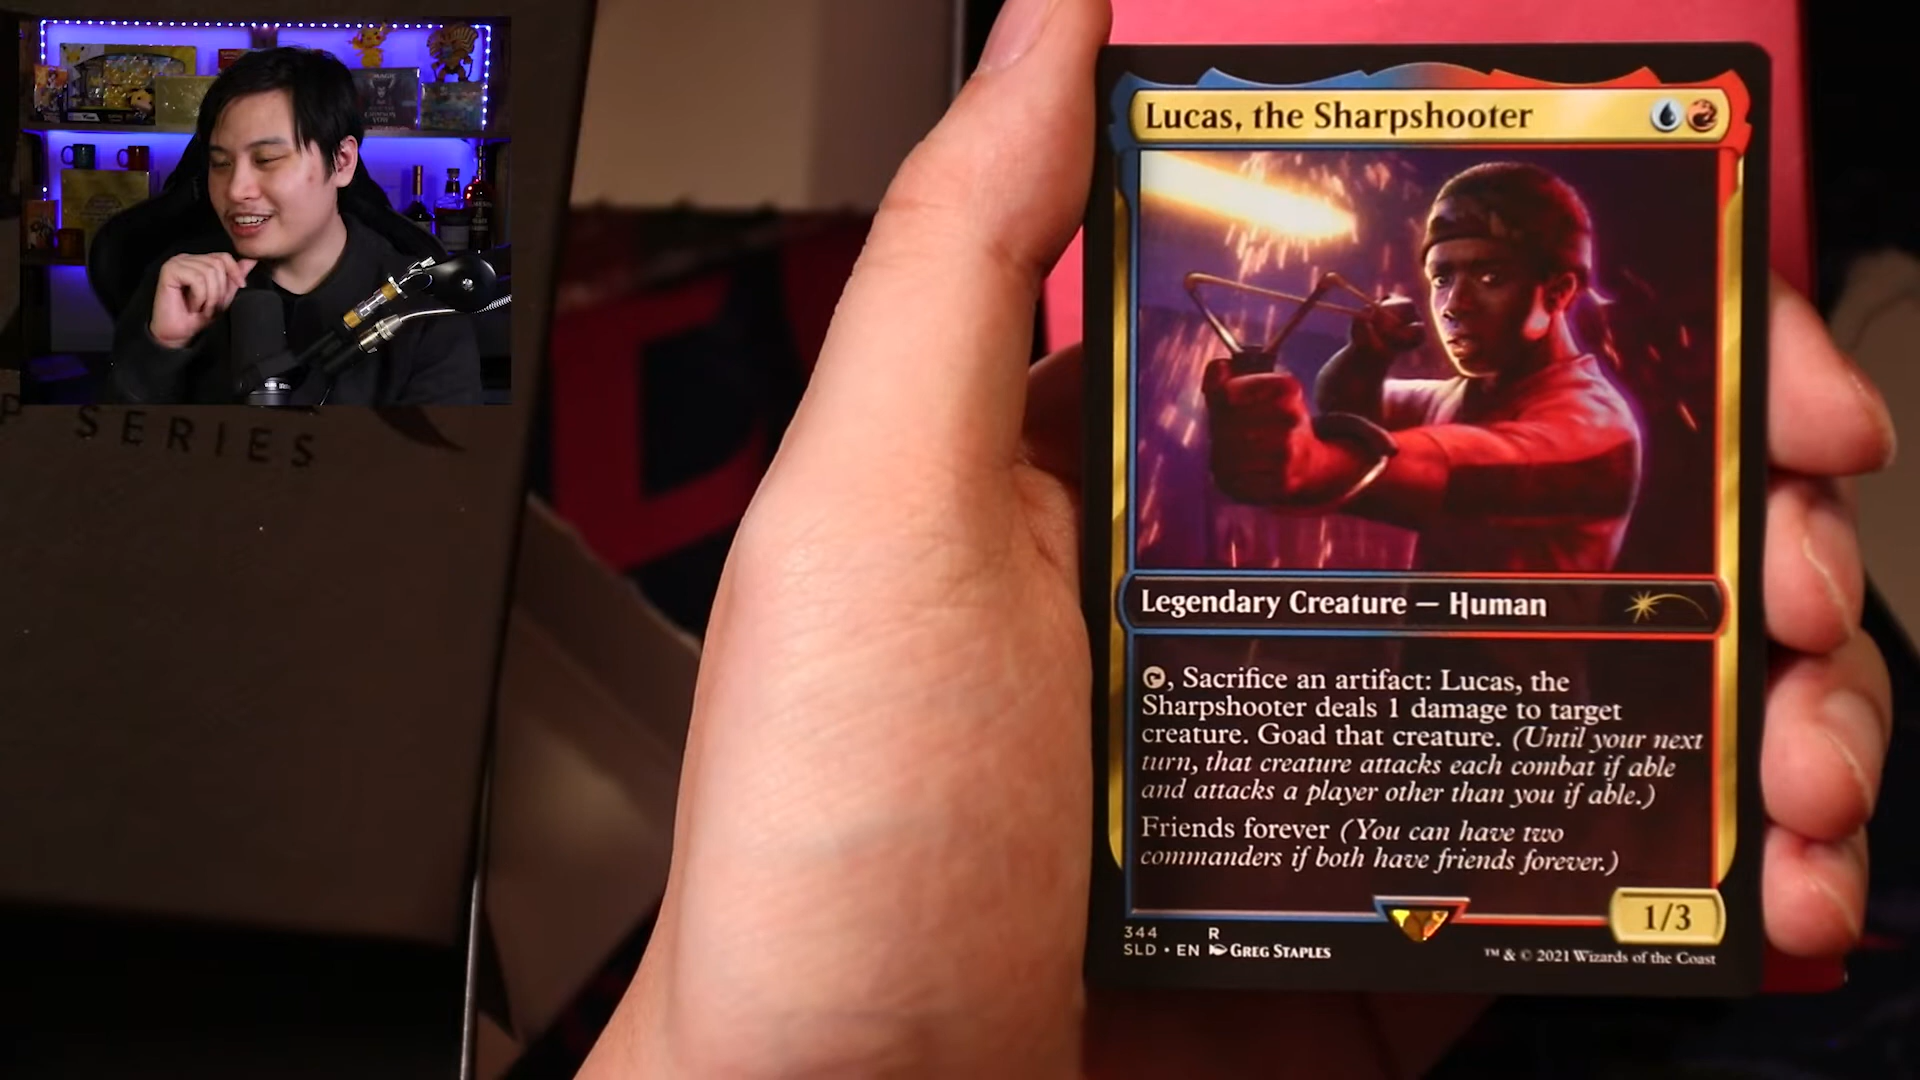 P SERIES
Lucas, the Sharpshooter
Legendary Creature — Human
, Sacrifice an artifact: Lucas, the
Sharpshooter deals 1 damage to target
creature. Goad that creature. (Until your next
turn, that creature attacks each combat if able
and attacks a player other than you if able.)
Friends forever (You can have two
commanders if both have friends forever.)
1/3
344 R
SLD • EN GREG STAPLES
™ & © 2021 Wizards of the Coast